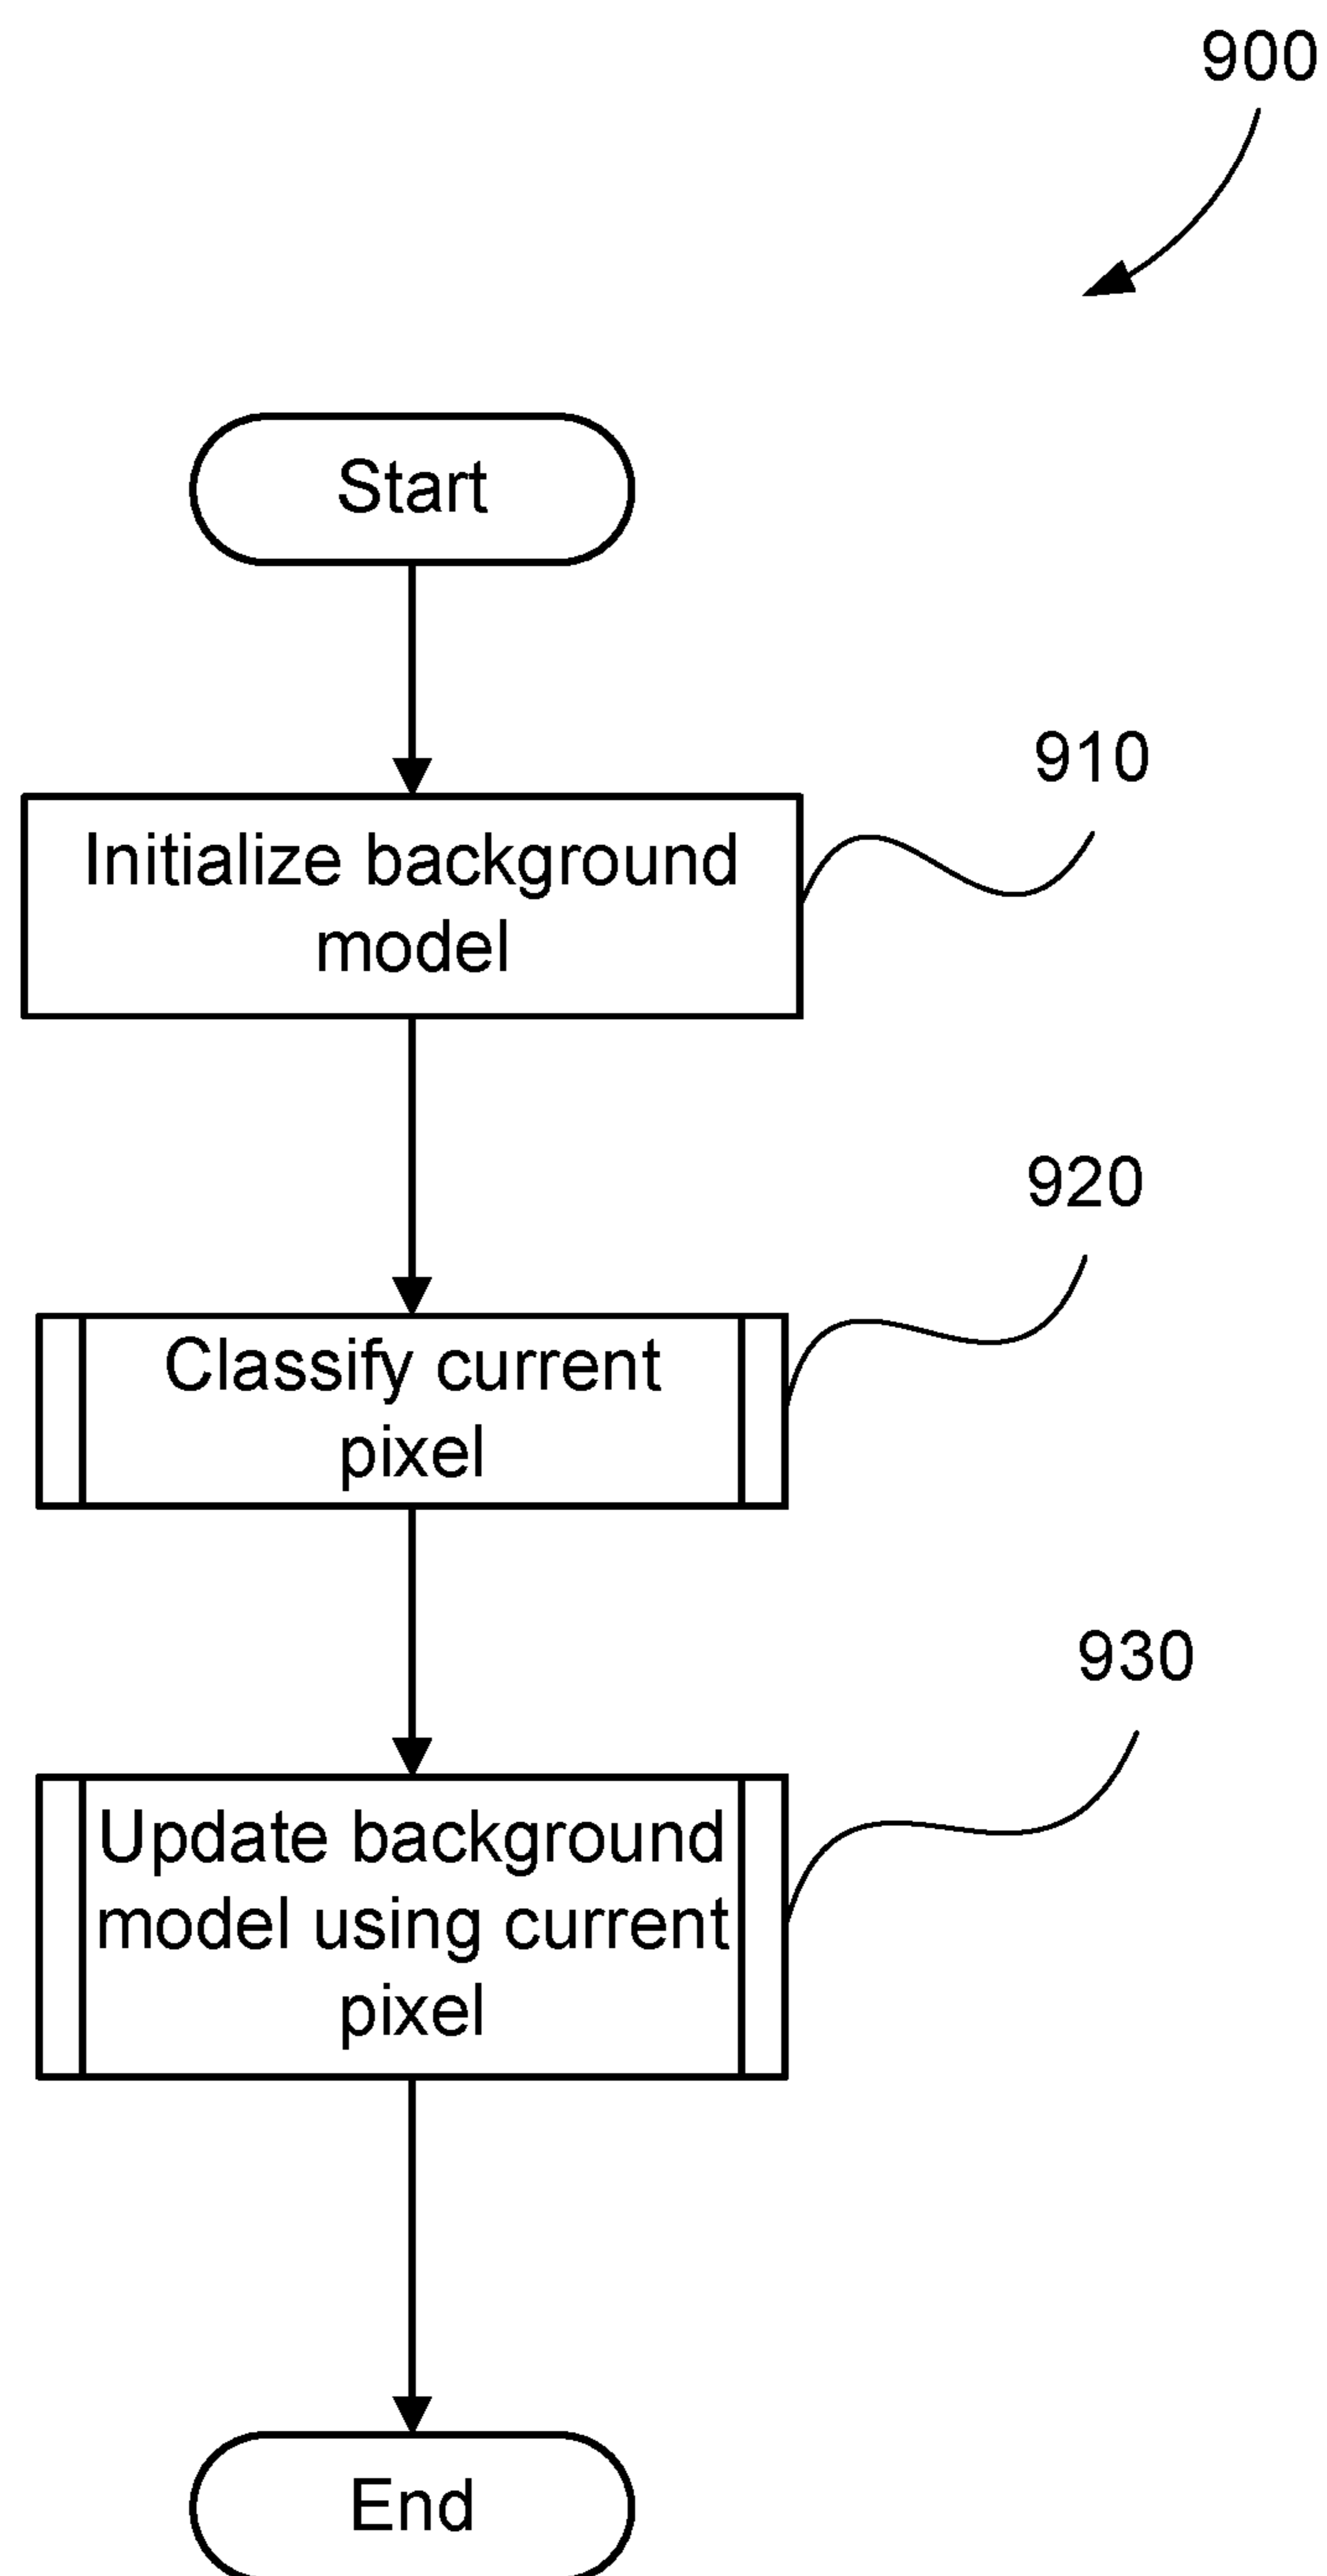 900
Start
910
Initialize background
model
920
Classify current
pixel
930
Update background
model using current
pixel
End